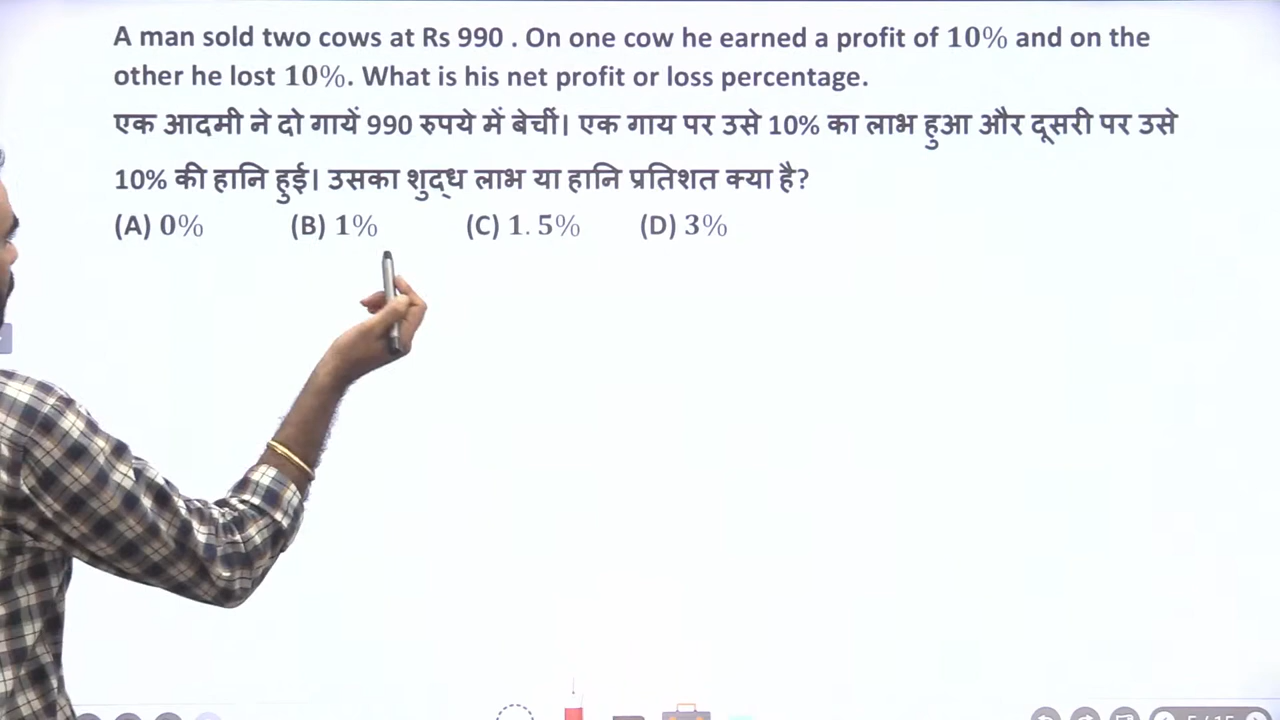 A man sold two cows at Rs 990 . On one cow he earned a profit of 10% and on the
other he lost 10%. What is his net profit or loss percentage.
एक आदमी ने दो गायें 990 रुपये में बेचीं। एक गाय पर उसे 10% का लाभ हुआ और दूसरी पर उसे
10% की हानि हुई। उसका शुद्ध लाभ या हानि प्रतिशत क्या है?
(A) 0% (B) 1% (C) 1. 5% (D) 3%